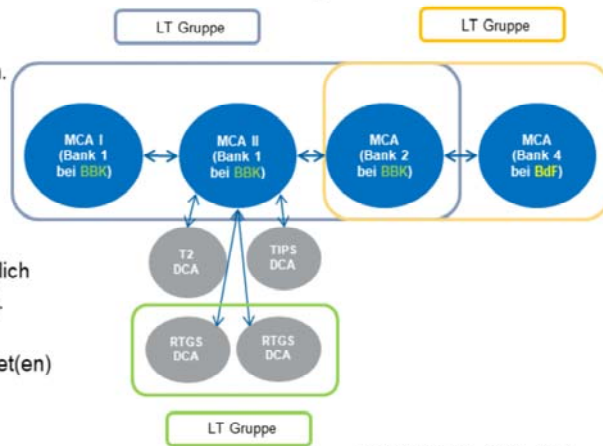 LT Gruppe
LT Gruppe
MCA I
(Bank 1
bei BBK)
MCA II
(Bank 1
bei BBK)
MCA
(Bank 2
bei BBK)
MCA
(Bank 4
bei BdF)
T2
DCA
TIPS
DCA
lich
et(en)
RTGS
DCA
RTGS
DCA
LT Gruppe